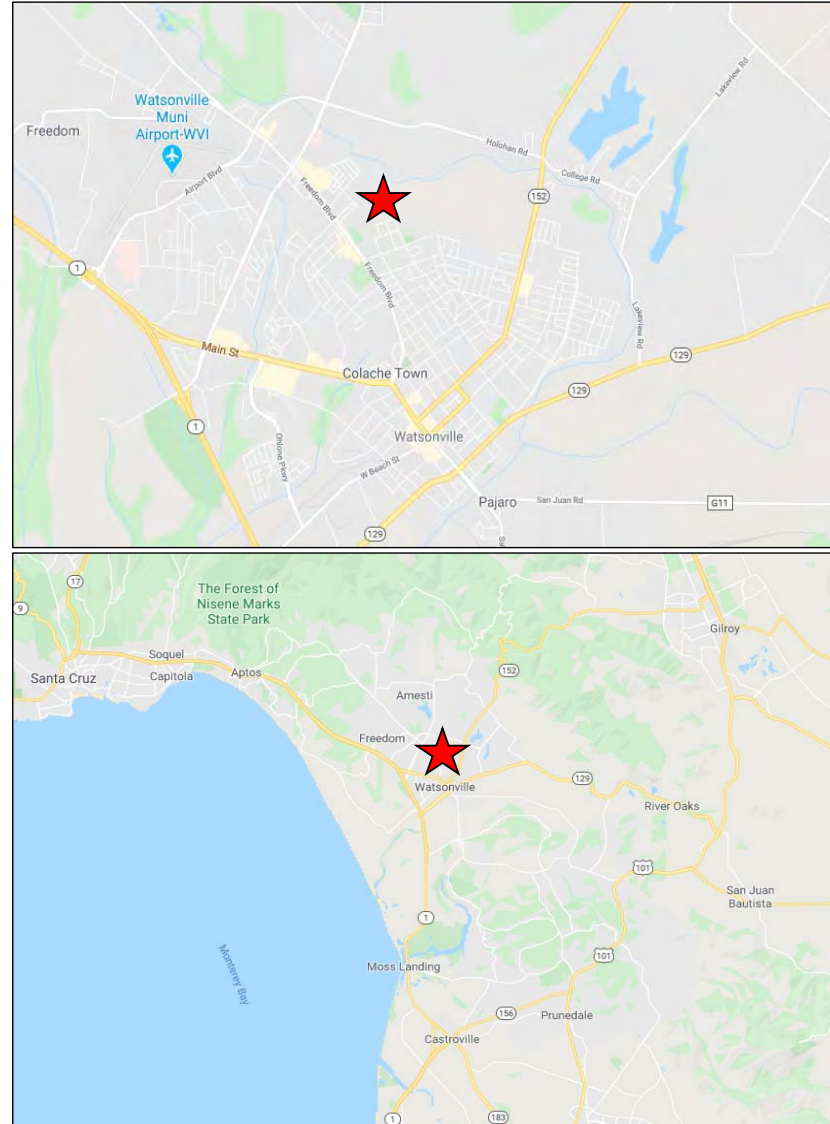 Watsonville
Muni
Airport-WVI
Freedom
Airport Blvd
Freedom Blvd
Holohan Rd
College Rd
Lakeview Rd
152
1
Freedom Blvd
Main St
Lakeview Rd
129
Colache Town
129
1
Ohlone Pkwy
W Beach St
Watsonville
Pajaro
San Juan Rd
G11
129
Sa
17
9
The Forest of
Nisene Marks
State Park
Gilroy
Soquel
Santa Cruz
Capitola
Aptos
152
Amesti
Freedom
129
Watsonville
River Oaks
101
San Juan
Bautista
1
Monterey Bay
Moss Landing
101
156
Prunedale
Castroville
1
183